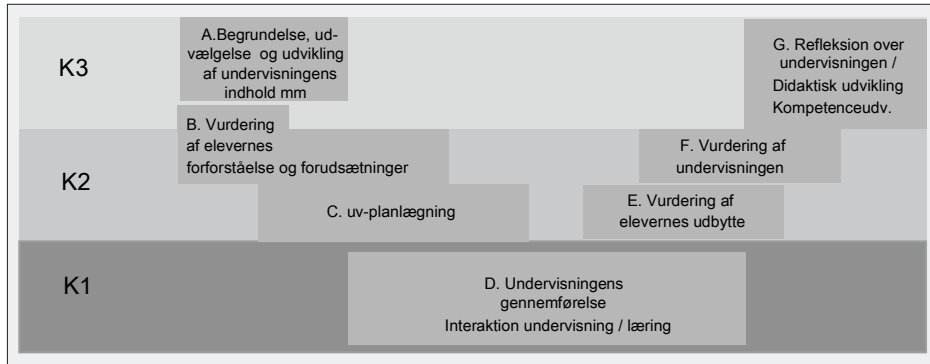 K3
A.Begrundelse, ud-
vælgelse og udvikling
af undervisningens
indhold mm
G. Refleksion over
undervisningen /
Didaktisk udvikling
Kompetenceudv.
K2
B. Vurdering
af elevernes
forforståelse og forudsætninger
F. Vurdering af
undervisningen
C. uv-planlægning
E. Vurdering af
elevernes udbytte
K1
D. Undervisningens
gennemførelse
Interaktion undervisning / læring